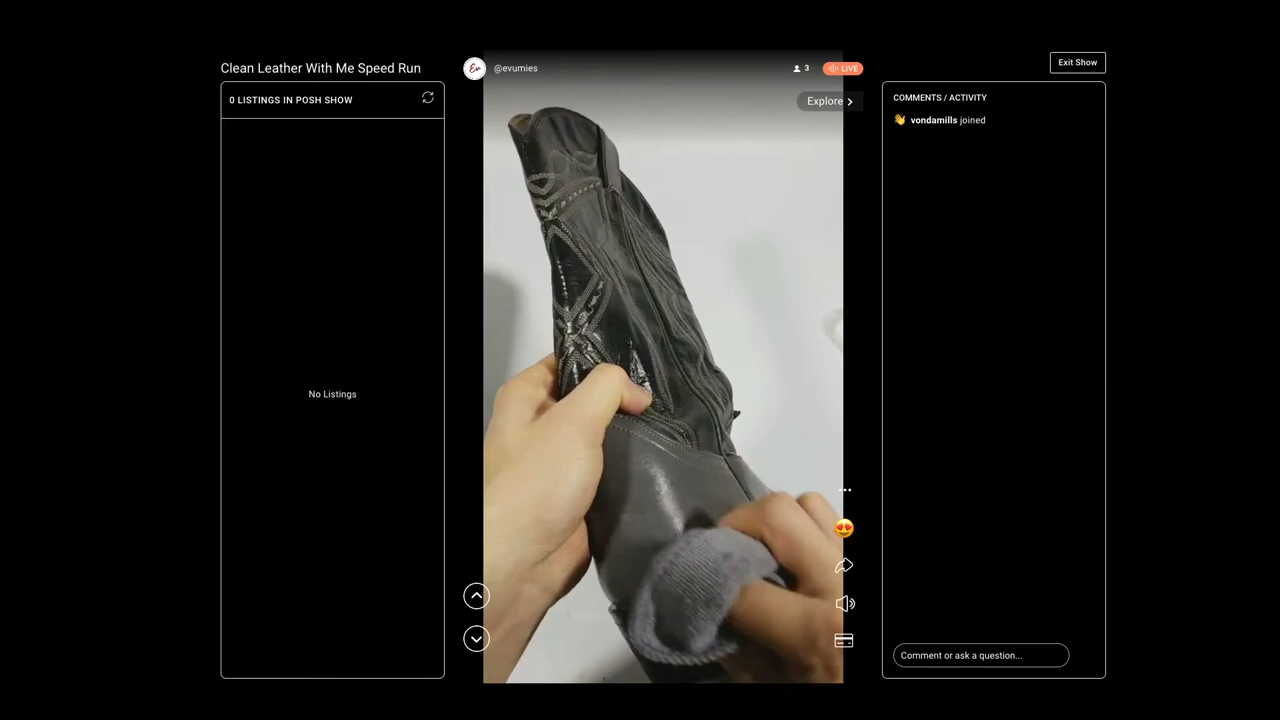 Clean Leather With Me Speed Run
0 LISTINGS IN POSH SHOW
No Listings
Ev
@evumies
3
LIVE
Explore
Exit Show
COMMENTS / ACTIVITY
vondamills joined
Comment or ask a question...